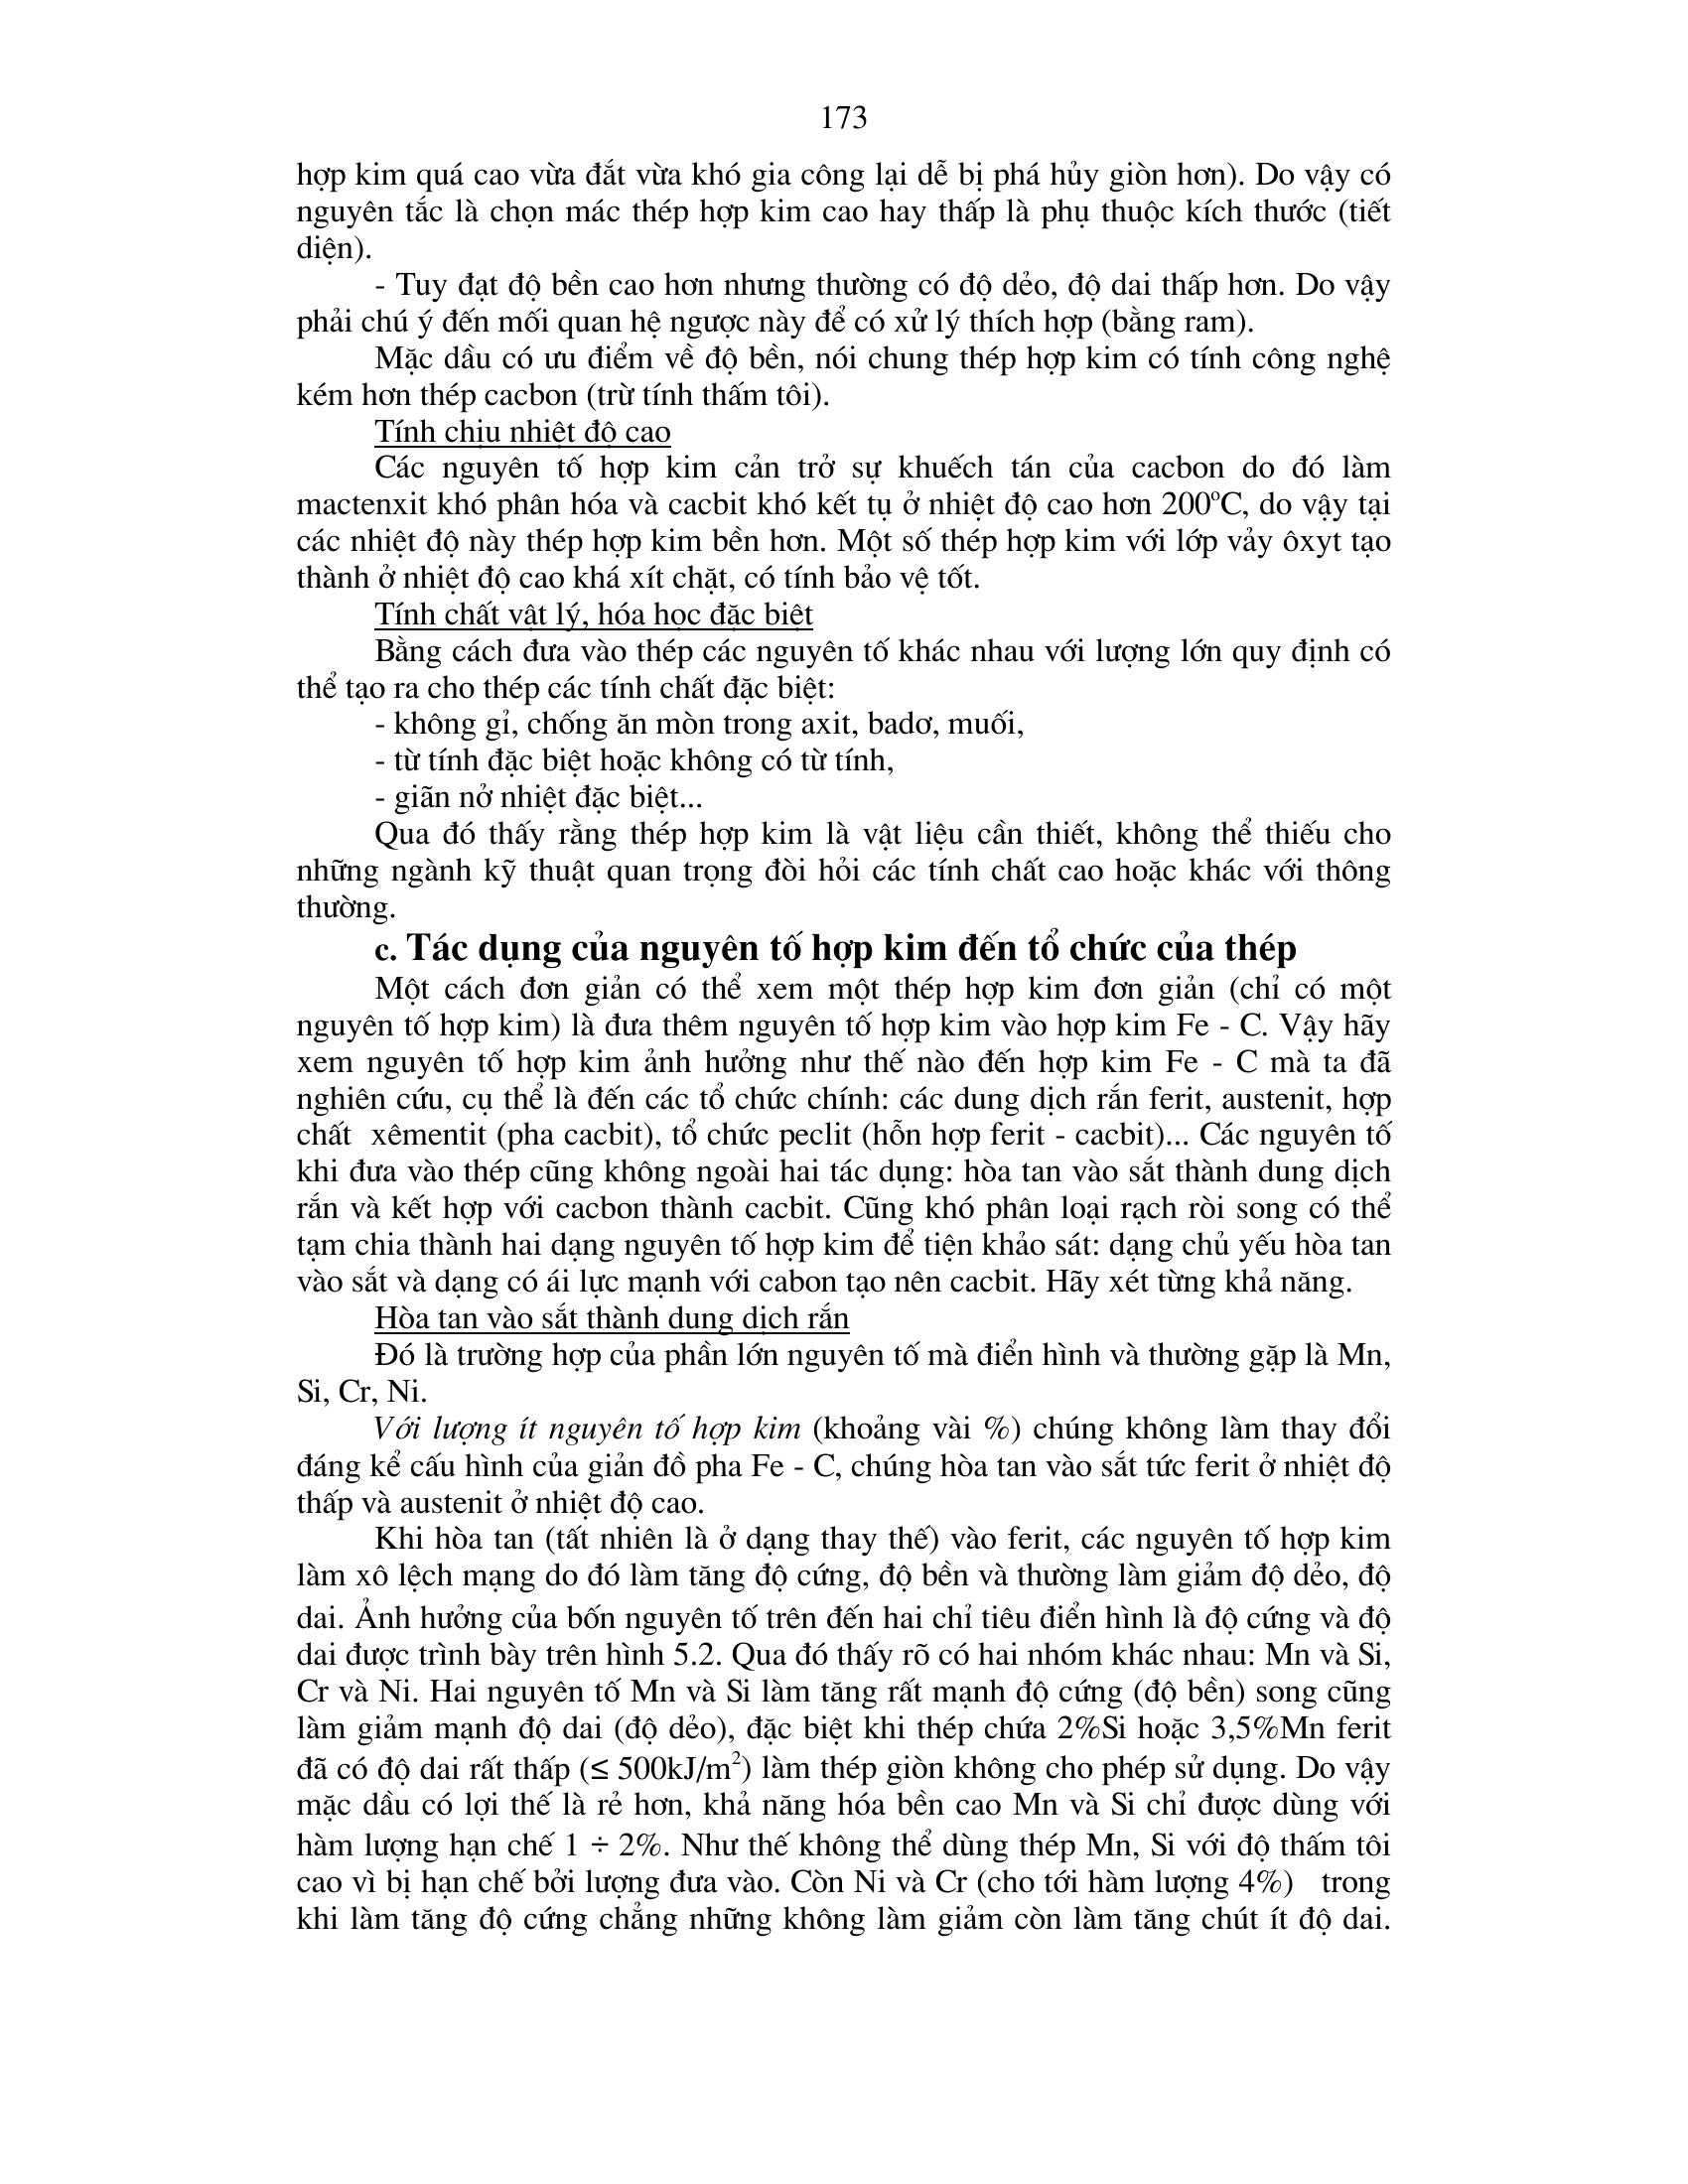 173
hợp kim quá cao vừa đắt vừa khó gia công lại dễ bị phá hủy giòn hơn). Do vậy có
nguyên tắc là chọn mác thép hợp kim cao hay thấp là phụ thuộc kích thước (tiết
diện).
- Tuy đạt độ bền cao hơn nhưng thường có độ dẻo, độ dai thấp hơn. Do vậy
phải chú ý đến mối quan hệ ngược này để có xử lý thích hợp (bằng ram).
Mặc dầu có ưu điểm về độ bền, nói chung thép hợp kim có tính công nghệ
kém hơn thép cacbon (trừ tính thấm tôi).
Tính chịu nhiệt độ cao
Các nguyên tố hợp kim cản trở sự khuếch tán của cacbon do đó làm
mactenxit khó phân hóa và cacbit khó kết tụ ở nhiệt độ cao hơn 200ºC, do vậy tại
các nhiệt độ này thép hợp kim bền hơn. Một số thép hợp kim với lớp vảy ôxyt tạo
thành ở nhiệt độ cao khá xít chặt, có tính bảo vệ tốt.
Tính chất vật lý, hóa học đặc biệt
Bằng cách đưa vào thép các nguyên tố khác nhau với lượng lớn quy định có
thể tạo ra cho thép các tính chất đặc biệt:
- không gỉ, chống ăn mòn trong axit, badơ, muối,
- từ tính đặc biệt hoặc không có từ tính,
- giãn nở nhiệt đặc biệt...
Qua đó thấy rằng thép hợp kim là vật liệu cần thiết, không thể thiếu cho
những ngành kỹ thuật quan trọng đòi hỏi các tính chất cao hoặc khác với thông
thường.
c. Tác dụng của nguyên tố hợp kim đến tổ chức của thép
Một cách đơn giản có thể xem một thép hợp kim đơn giản (chỉ có một
nguyên tố hợp kim) là đưa thêm nguyên tố hợp kim vào hợp kim Fe - C. Vậy hãy
xem nguyên tố hợp kim ảnh hưởng như thế nào đến hợp kim Fe - C mà ta đã
nghiên cứu, cụ thể là đến các tổ chức chính: các dung dịch rắn ferit, austenit, hợp
chất  xêmentit (pha cacbit), tổ chức peclit (hỗn hợp ferit - cacbit)... Các nguyên tố
khi đưa vào thép cũng không ngoài hai tác dụng: hòa tan vào sắt thành dung dịch
rắn và kết hợp với cacbon thành cacbit. Cũng khó phân loại rạch ròi song có thể
tạm chia thành hai dạng nguyên tố hợp kim để tiện khảo sát: dạng chủ yếu hòa tan
vào sắt và dạng có ái lực mạnh với cabon tạo nên cacbit. Hãy xét từng khả năng.
Hòa tan vào sắt thành dung dịch rắn
Đó là trường hợp của phần lớn nguyên tố mà điển hình và thường gặp là Mn,
Si, Cr, Ni.
Với lượng ít nguyên tố hợp kim (khoảng vài %) chúng không làm thay đổi
đáng kể cấu hình của giản đồ pha Fe - C, chúng hòa tan vào sắt tức ferit ở nhiệt độ
thấp và austenit ở nhiệt độ cao.
Khi hòa tan (tất nhiên là ở dạng thay thế) vào ferit, các nguyên tố hợp kim
làm xô lệch mạng do đó làm tăng độ cứng, độ bền và thường làm giảm độ dẻo, độ
dai. Ảnh hưởng của bốn nguyên tố trên đến hai chỉ tiêu điển hình là độ cứng và độ
dai được trình bày trên hình 5.2. Qua đó thấy rõ có hai nhóm khác nhau: Mn và Si,
Cr và Ni. Hai nguyên tố Mn và Si làm tăng rất mạnh độ cứng (độ bền) song cũng
làm giảm mạnh độ dai (độ dẻo), đặc biệt khi thép chứa 2%Si hoặc 3,5%Mn ferit
đã có độ dai rất thấp (≤ 500kJ/m²) làm thép giòn không cho phép sử dụng. Do vậy
mặc dầu có lợi thế là rẻ hơn, khả năng hóa bền cao Mn và Si chỉ được dùng với
hàm lượng hạn chế 1 ÷ 2%. Như thế không thể dùng thép Mn, Si với độ thấm tôi
cao vì bị hạn chế bởi lượng đưa vào. Còn Ni và Cr (cho tới hàm lượng 4%)  trong
khi làm tăng độ cứng chẳng những không làm giảm còn làm tăng chút ít độ dai.